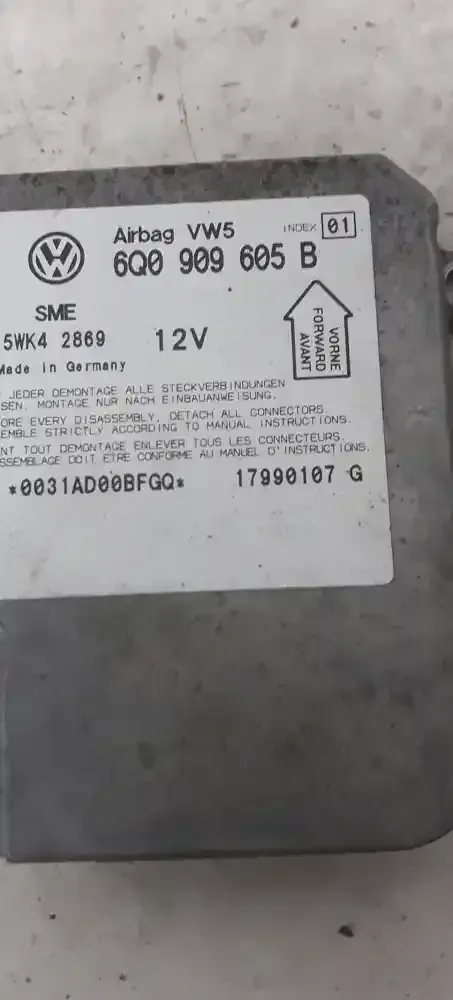 Airbag VW5 INDEX 01
6Q0 909 605 B
SME
5WK4 2869 12V
Made in Germany
VORNE
FORWARD
AVANT
JEDER DEMONTAGE ALLE STECKVERBINDUNGEN
SEN. MONTAGE NUR NACH EINBAUANWEISUNG.
ORE EVERY DISASSEMBLY, DETACH ALL CONNECTORS.
EMBLE STRICTLY ACCORDING TO MANUAL INSTRUCTIONS.
NT TOUT DEMONTAGE ENLEVER TOUS LES CONNECTEURS.
SSEMBLAGE DOIT ETRE CONFORME AU MANUEL D'INSTRUCTIONS.
*0031AD00BFGQ* 17990107 G